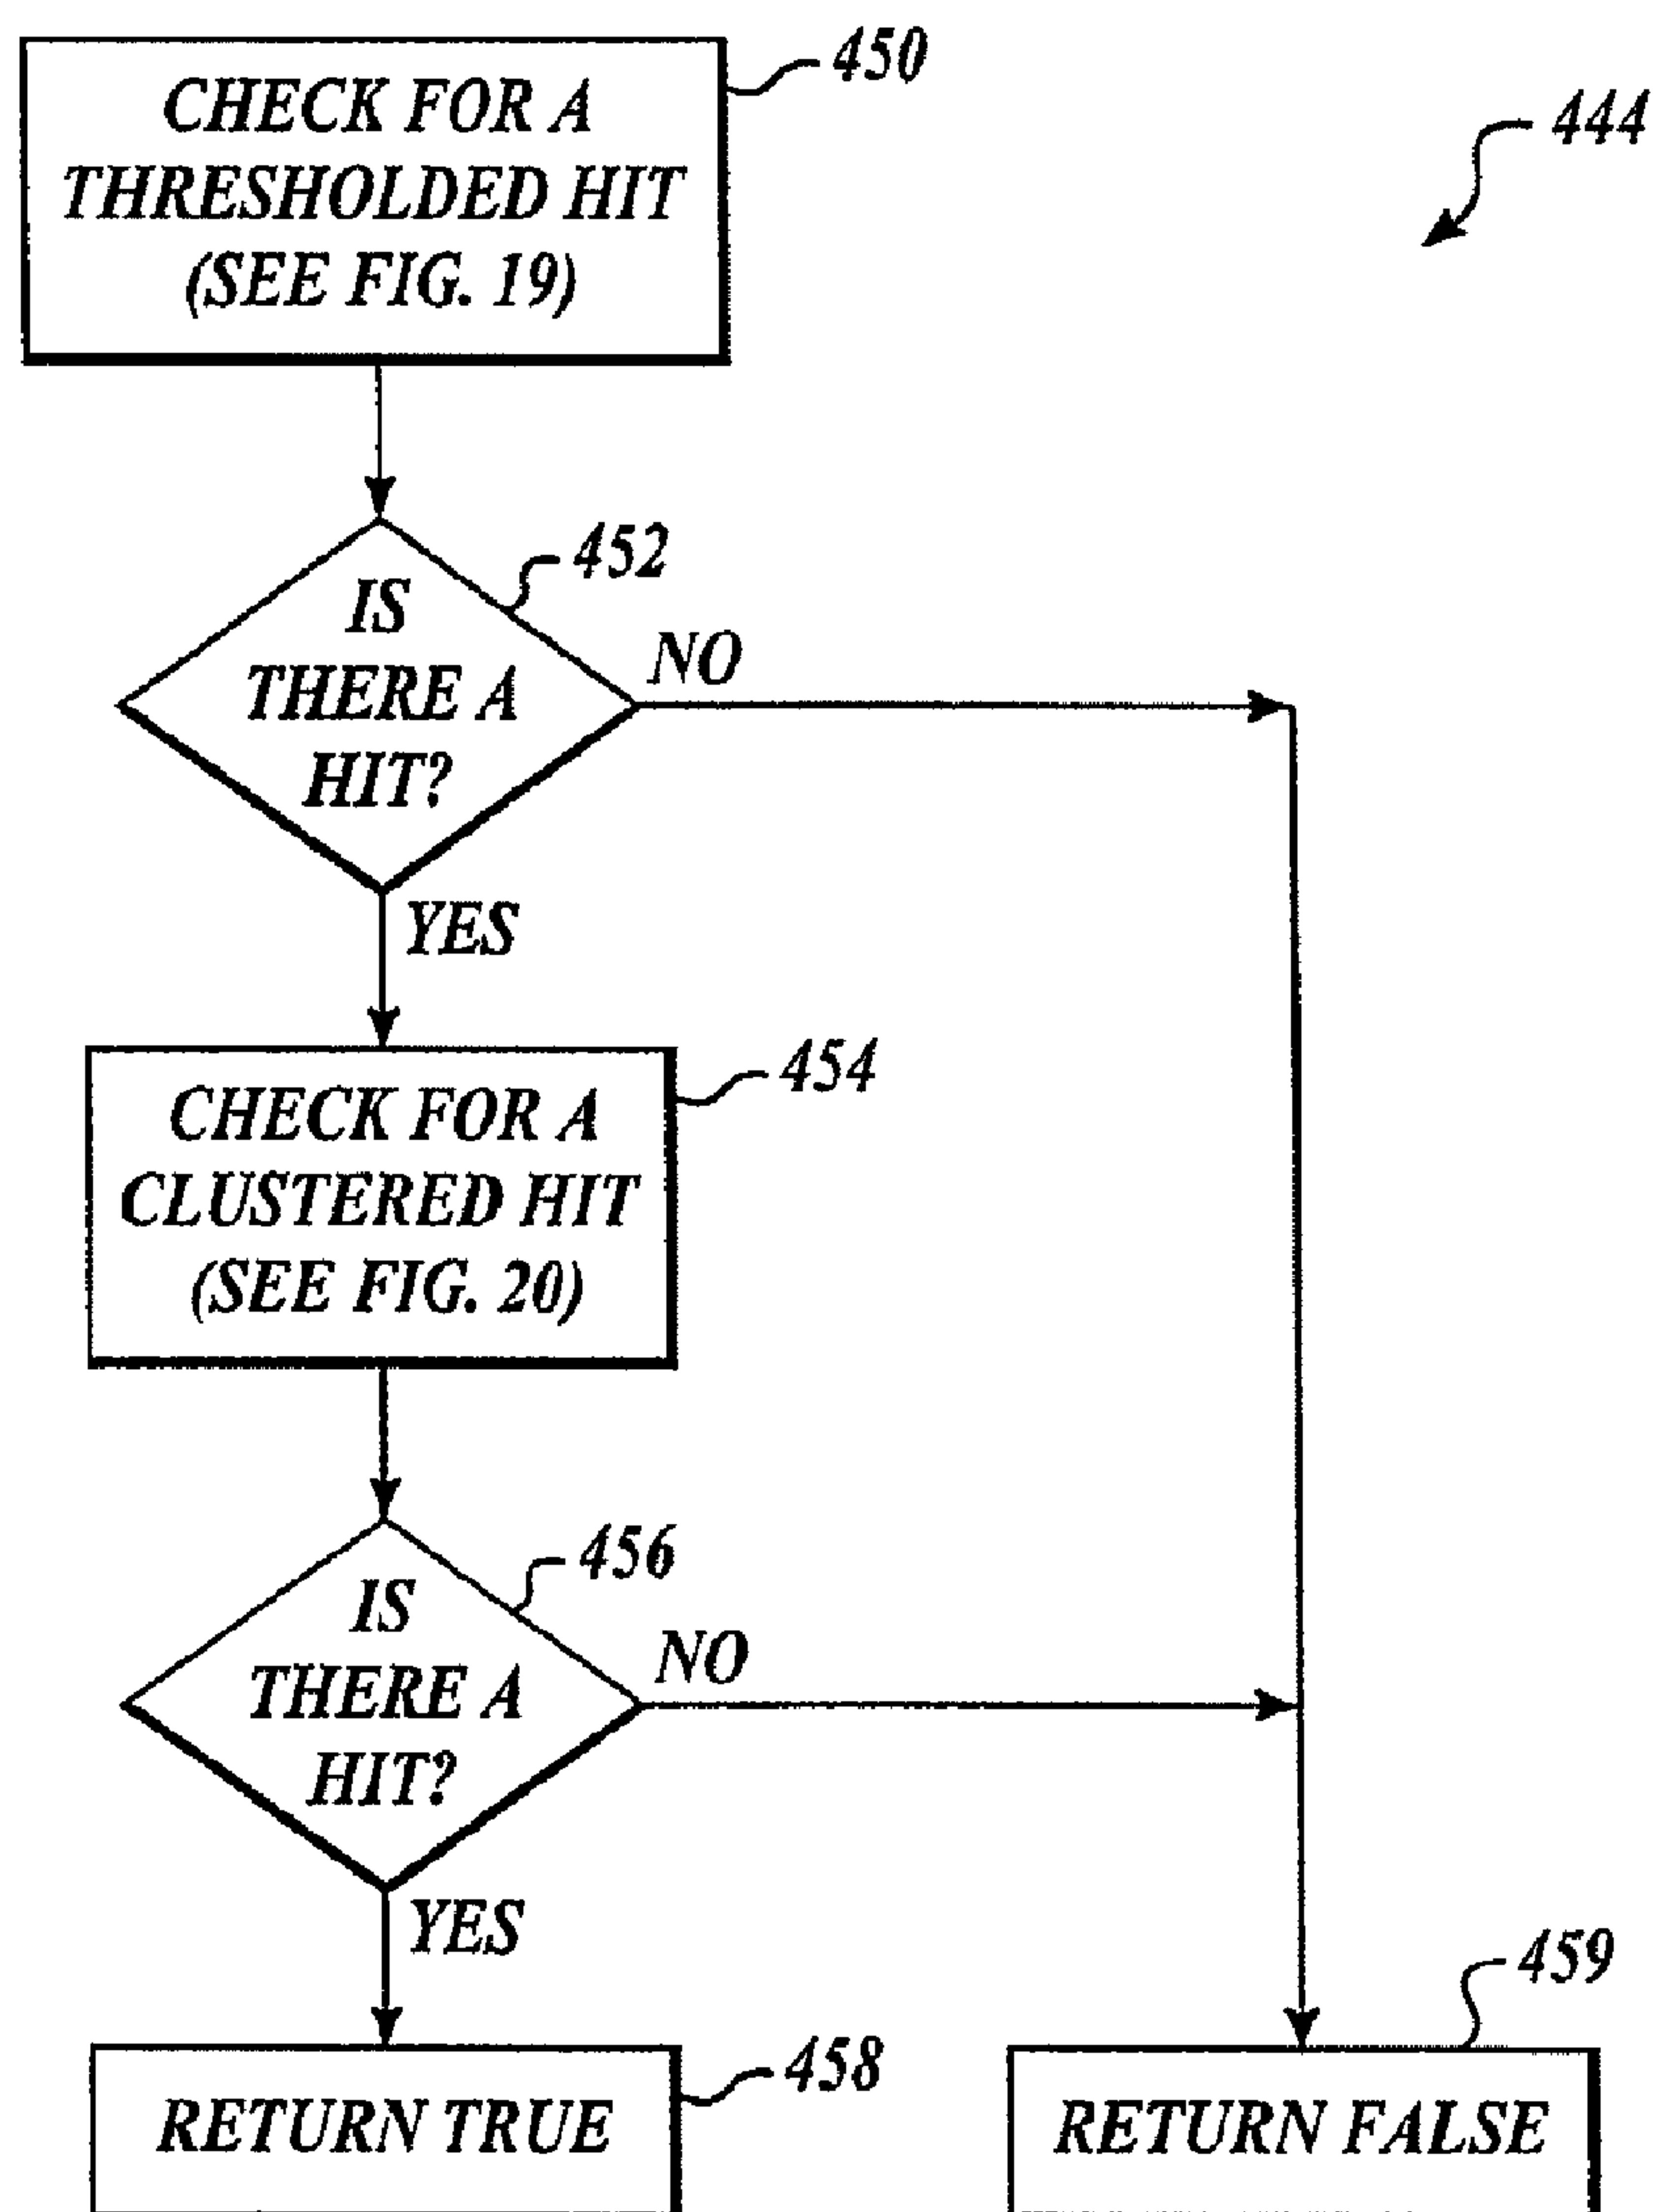 CHECK FOR A
THRESHOLDED HIT
(SEE FIG. 19)
450
444
IS
THERE A
HIT?
452
NO
YES
CHECK FOR A
CLUSTERED HIT
(SEE FIG. 20)
454
IS
THERE A
HIT?
456
NO
YES
RETURN TRUE
458
RETURN FALSE
459